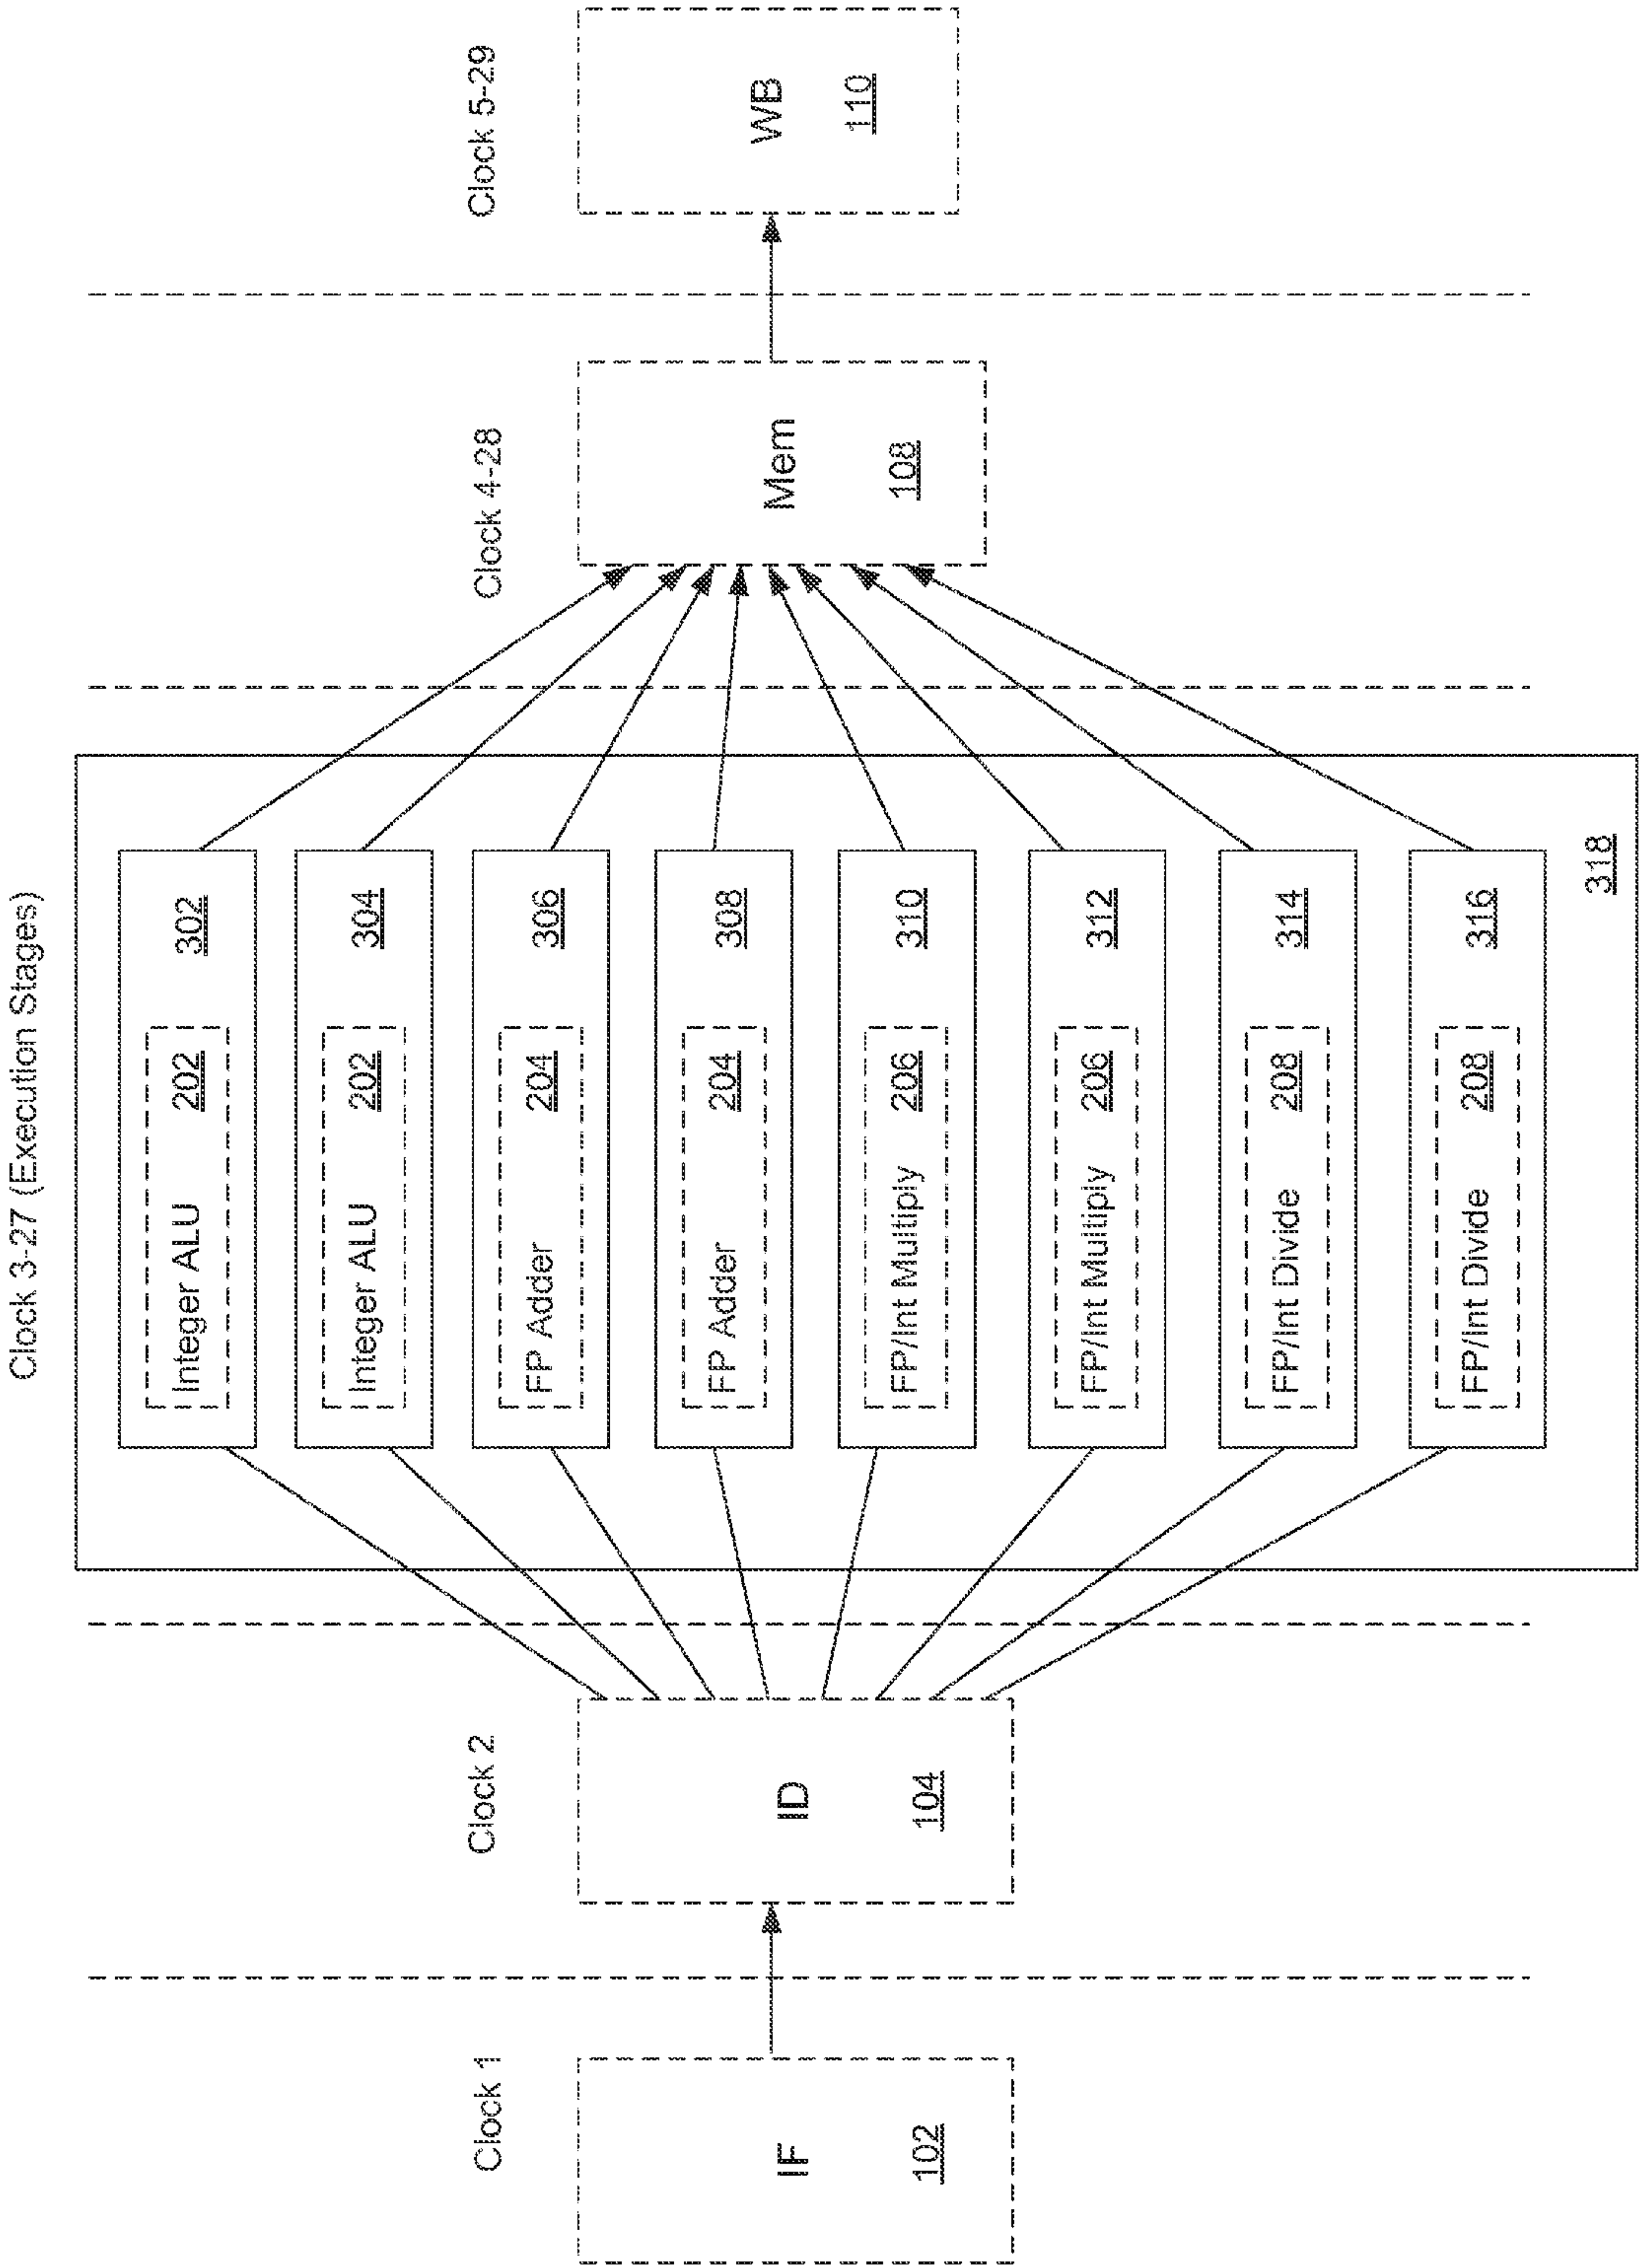 Clock 1
IF
102
Clock 2
ID
104
Clock 3-27 (Execution Stages)
Integer ALU 202
302
Integer ALU 202
304
FP Adder 204
306
FP Adder 204
308
FP/Int Multiply 206
310
FP/Int Multiply 206
312
FP/Int Divide 208
314
FP/Int Divide 208
316
318
Clock 4-28
Mem
108
Clock 5-29
WB
110